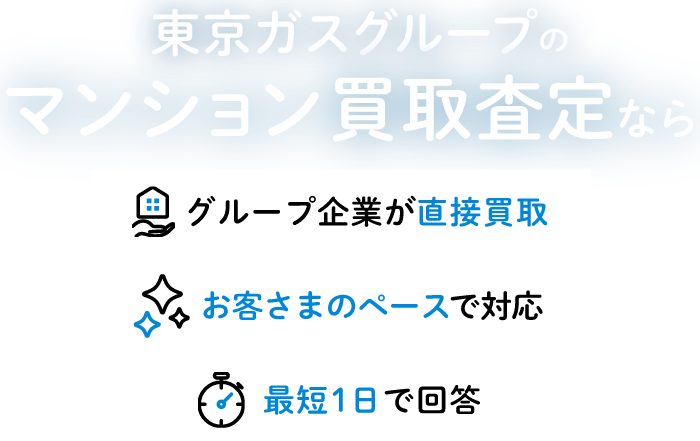 東京ガスグループの
マンション買取査定なら
グループ企業が直接買取
お客さまのペースで対応
最短1日で回答